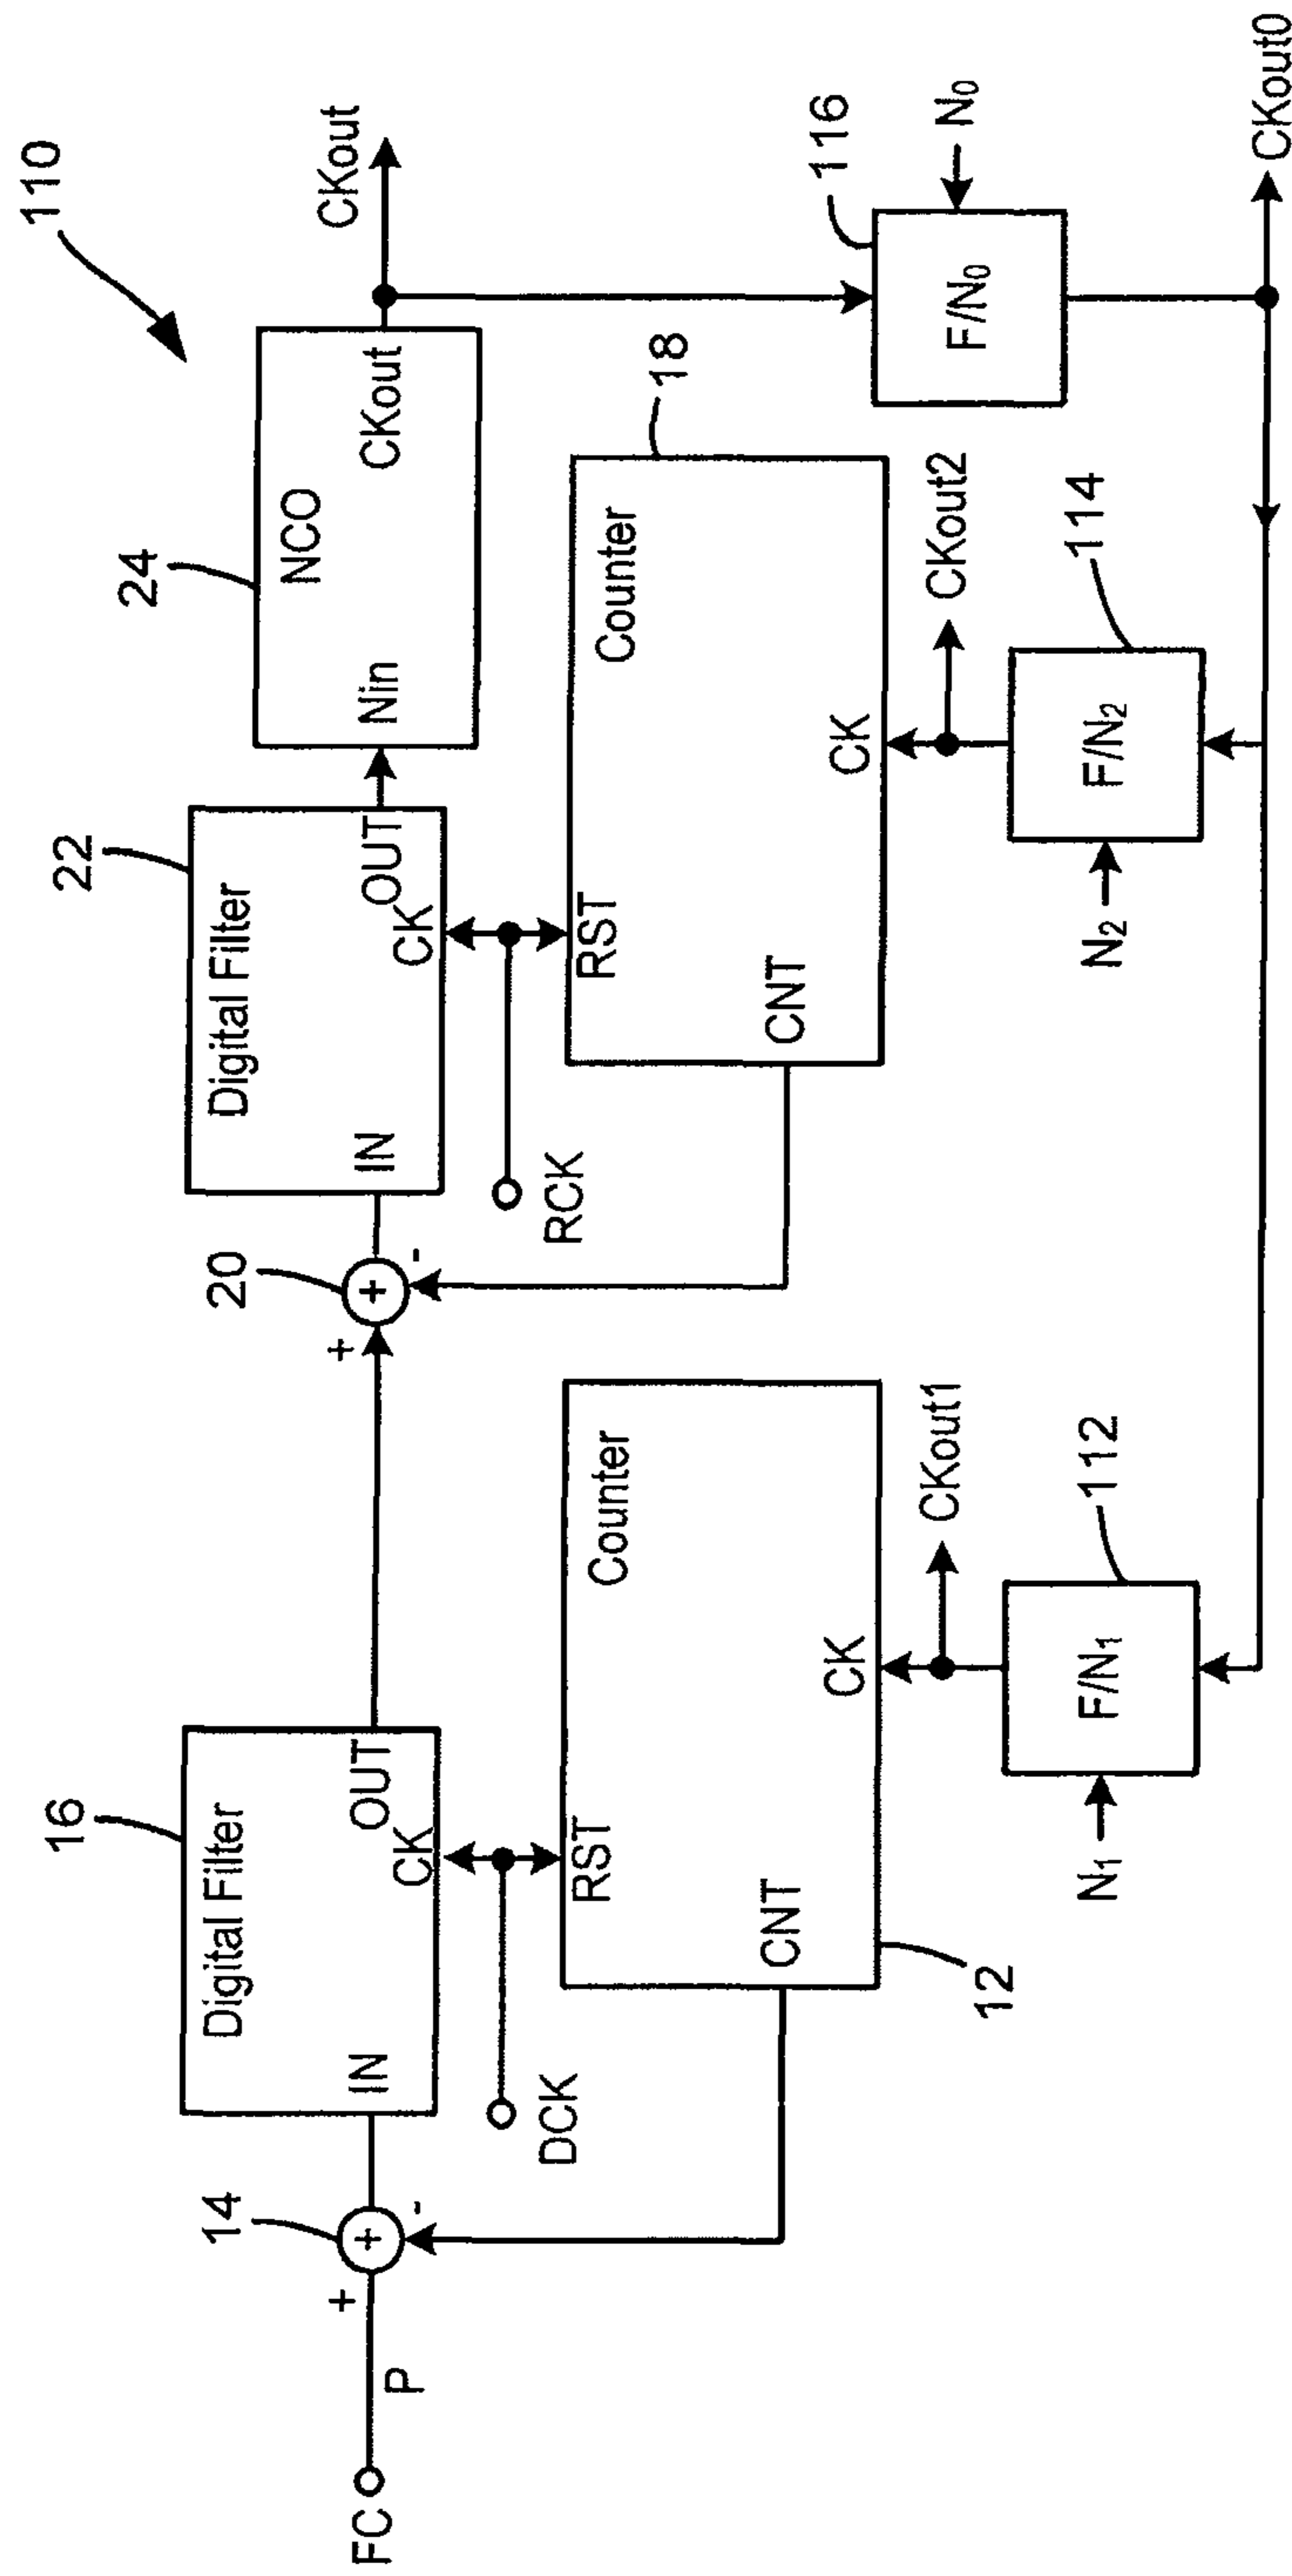 110
16
Digital Filter
IN
OUT
CK
22
Digital Filter
IN
OUT
CK
24
NCO
Nin
CKout
CKout
FC
P
+
14
+
-
DCK
+
20
+
-
RCK
RST
Counter
CNT
CK
12
RST
Counter
CNT
CK
18
CKout1
N₁
F/N₁
112
CKout2
N₂
F/N₂
114
116
F/N₀
N₀
CKout0